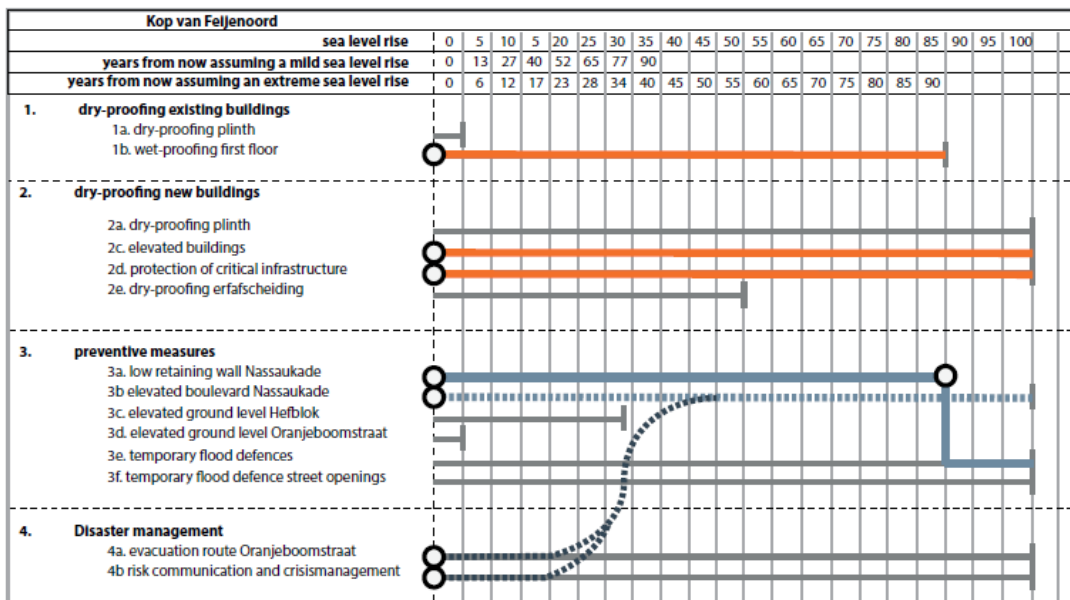 Kop van Feijenoord
sea level rise 0 5 10 5 20 25 30 35 40 45 50 55 60 65 70 75 80 85 90 95 100
years from now assuming a mild sea level rise 0 13 27 40 52 65 77 90
years from now assuming an extreme sea level rise 0 6 12 17 23 28 34 40 45 50 55 60 65 70 75 80 85 90
1. dry-proofing existing buildings
1a. dry-proofing plinth
1b. wet-proofing first floor
2. dry-proofing new buildings
2a. dry-proofing plinth
2c. elevated buildings
2d. protection of critical infrastructure
2e. dry-proofing erfafscheiding
3. preventive measures
3a. low retaining wall Nassaukade
3b elevated boulevard Nassaukade
3c. elevated ground level Hefblok
3d. elevated ground level Oranjeboomstraat
3e. temporary flood defences
3f. temporary flood defence street openings
4. Disaster management
4a. evacuation route Oranjeboomstraat
4b risk communication and crisismanagement